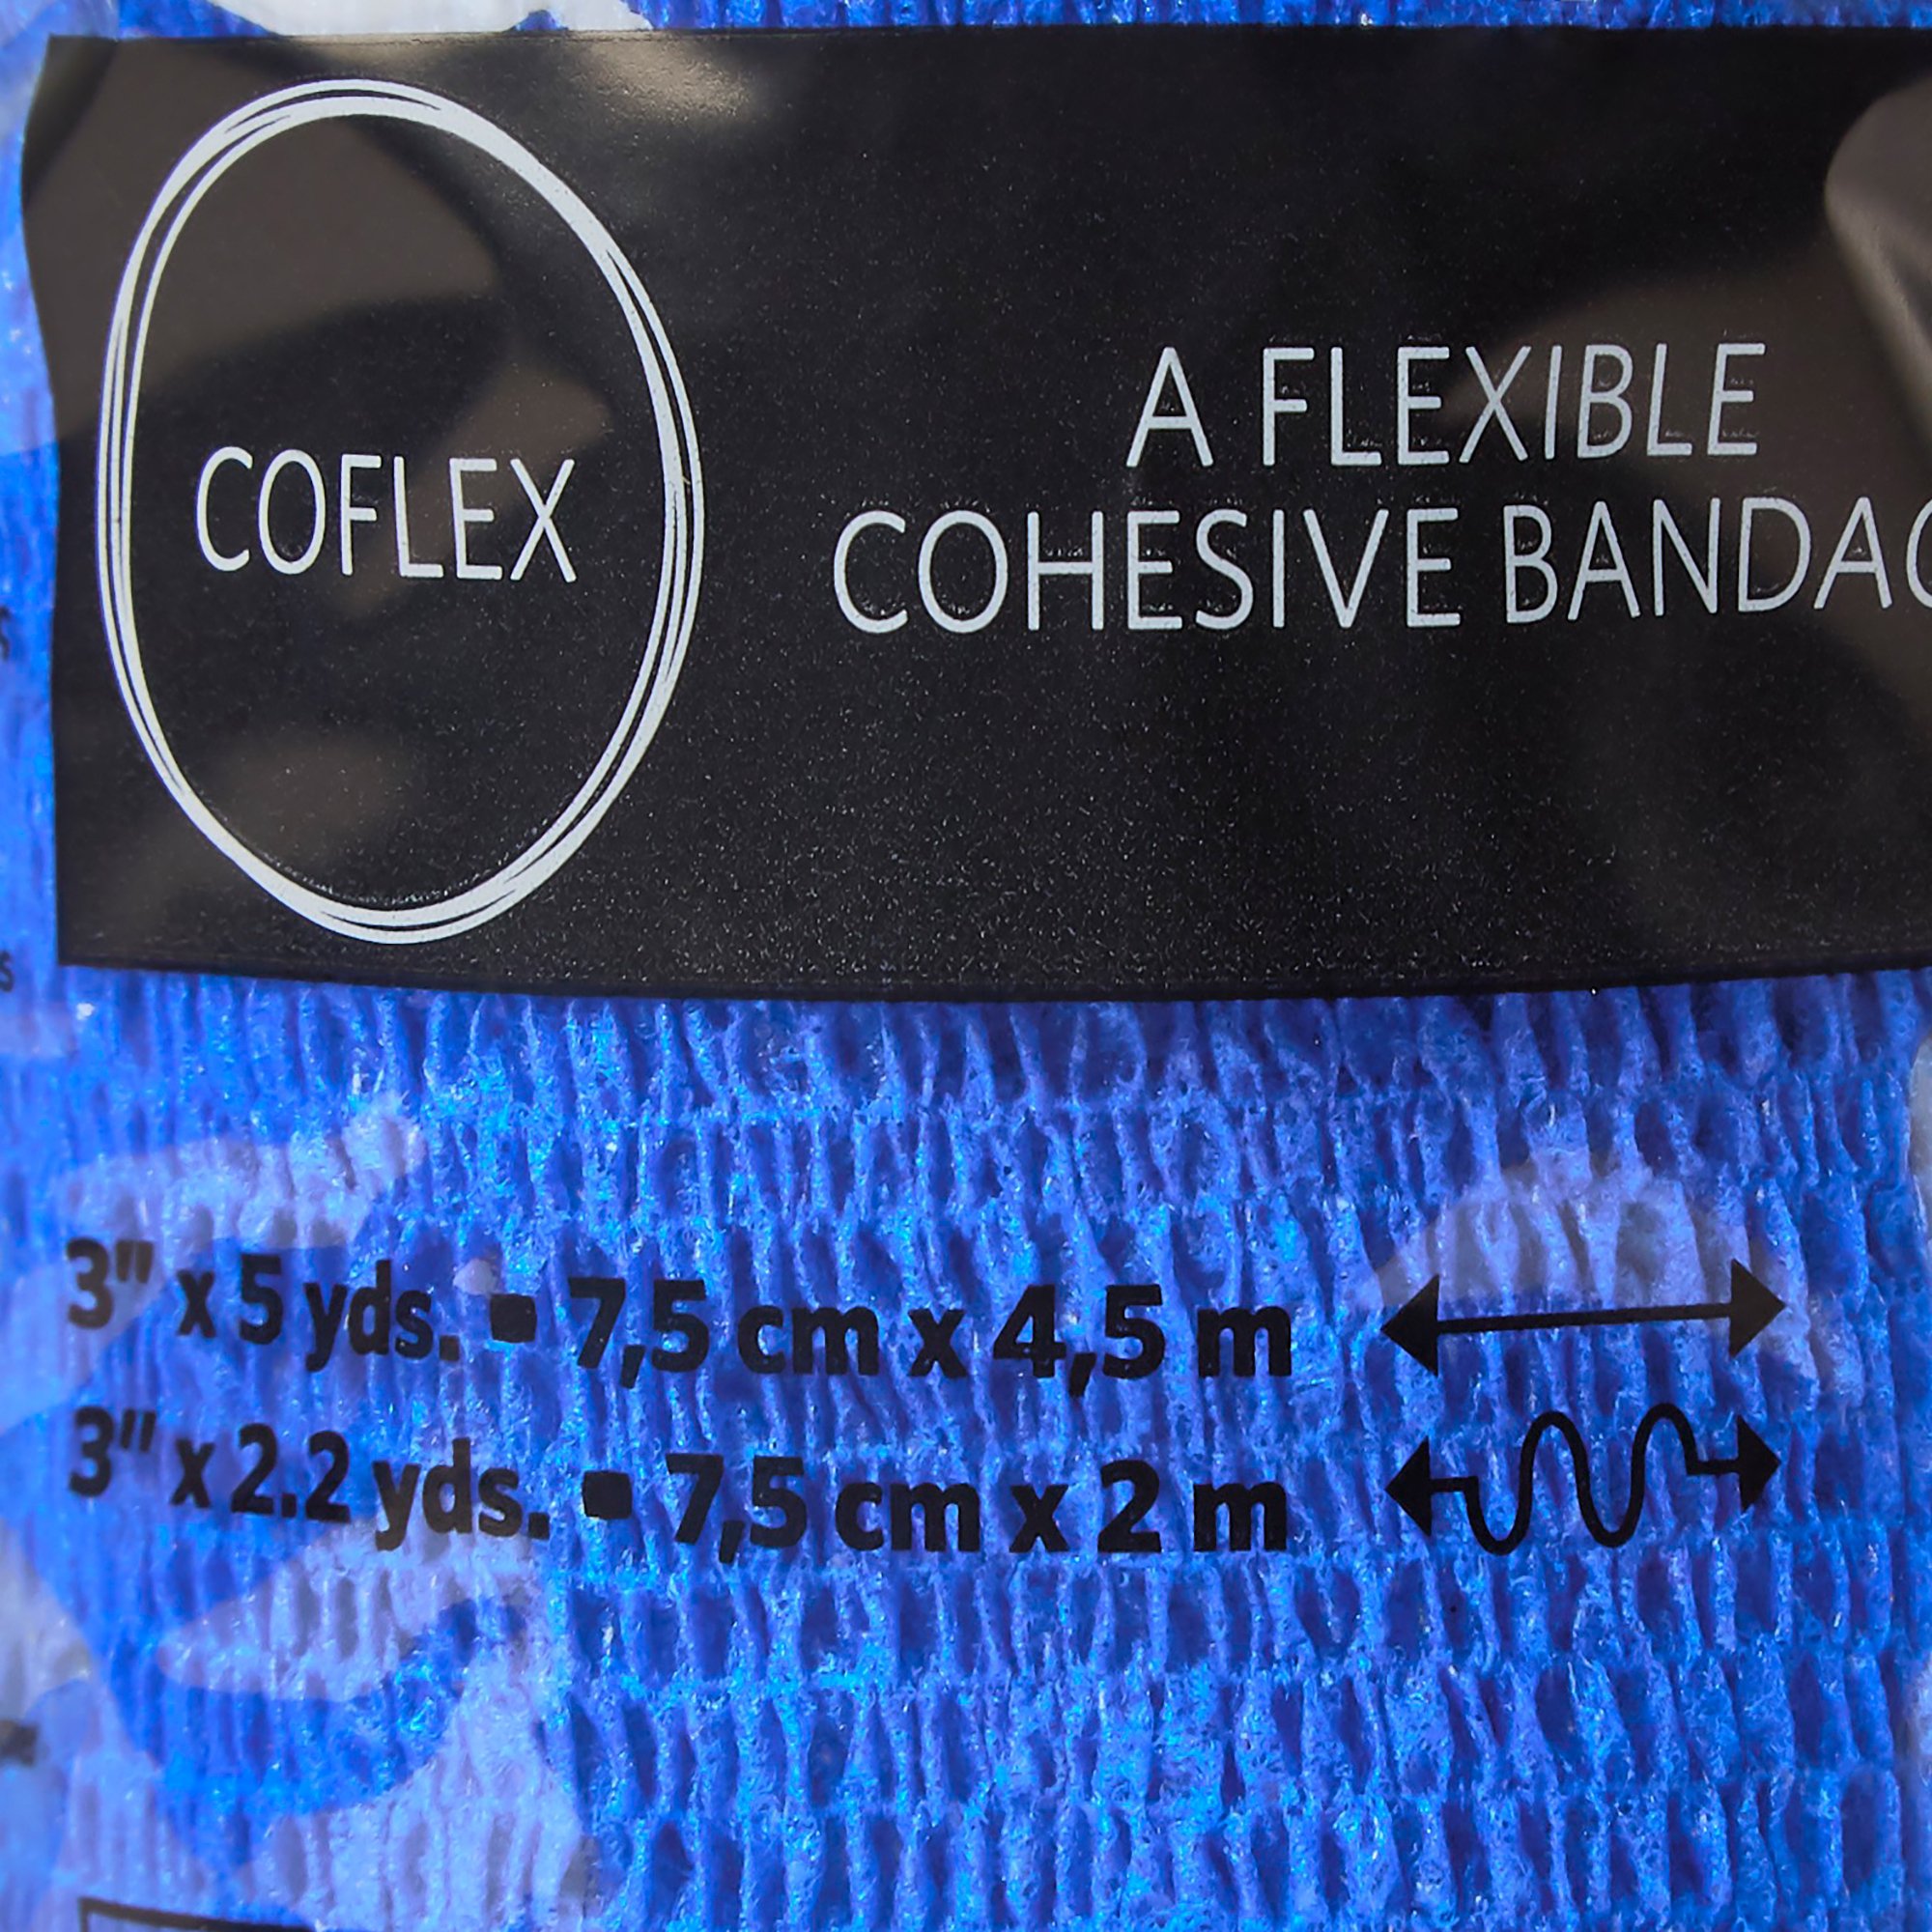 COFLEX
A FLEXIBLE
COHESIVE
3" x 5 yds. ▪ 7,5 cm x 4,5 m
3" x 2.2 yds. ▪ 7,5 cm x 2 m